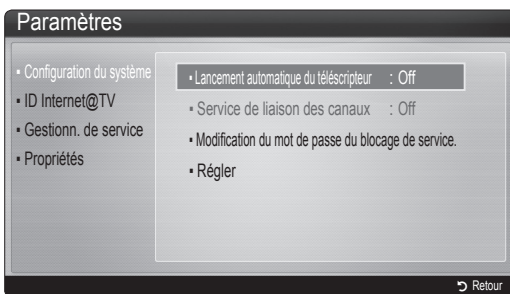 Paramètres
▪ Configuration du système
▪ ID Internet@TV
▪ Gestionn. de service
▪ Propriétés
▪ Lancement automatique du téléscripteur : Off
▪ Service de liaison des canaux : Off
▪ Modification du mot de passe du blocage de service.
▪ Régler
Retour